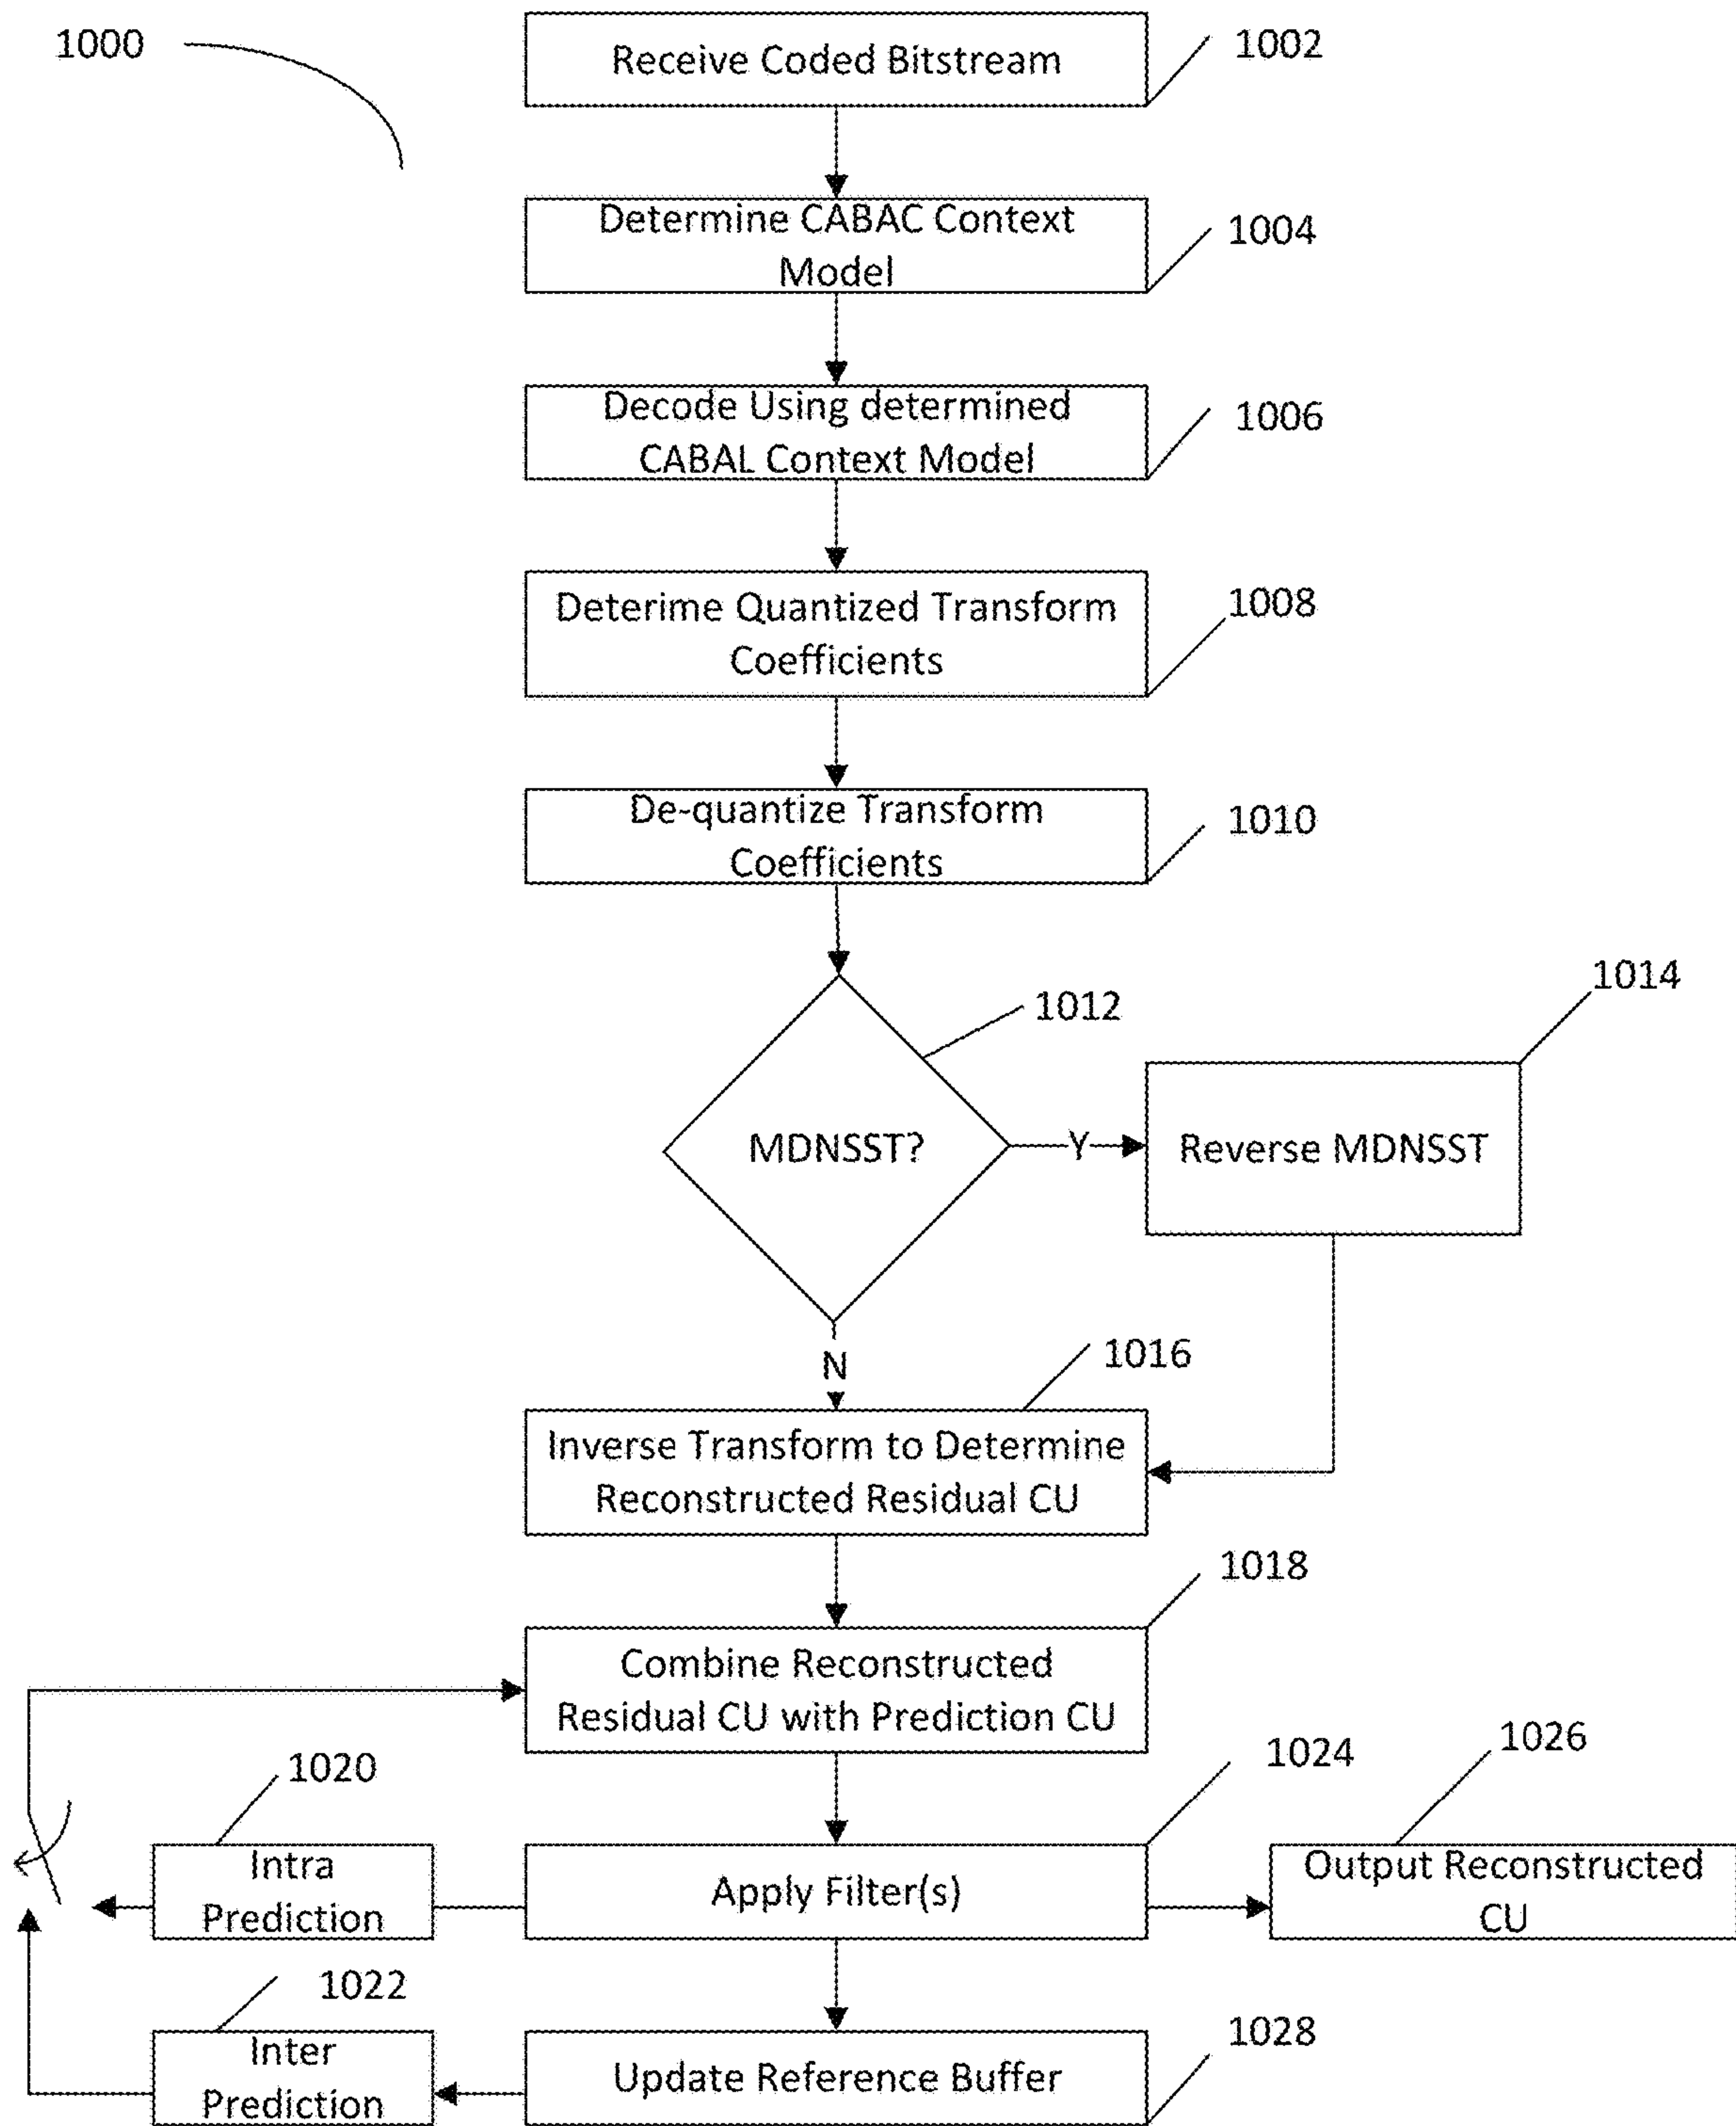 1000
Receive Coded Bitstream
1002
Determine CABAC Context
Model
1004
Decode Using determined
CABAL Context Model
1006
Deterime Quantized Transform
Coefficients
1008
De-quantize Transform
Coefficients
1010
1012
MDNSST?
Y
1014
Reverse MDNSST
N
1016
Inverse Transform to Determine
Reconstructed Residual CU
1018
Combine Reconstructed
Residual CU with Prediction CU
1020
Intra
Prediction
1024
Apply Filter(s)
1026
Output Reconstructed
CU
1022
Inter
Prediction
Update Reference Buffer
1028